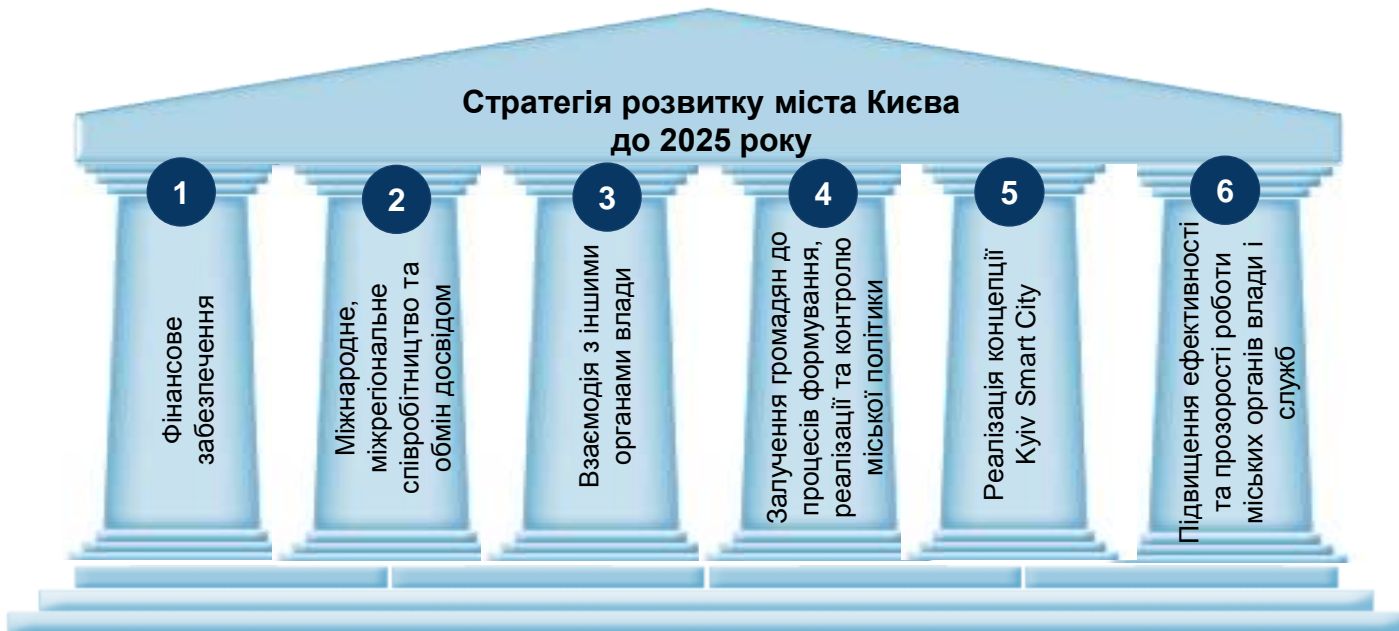 Стратегія розвитку міста Києва
до 2025 року
1
Фінансове
забезпечення
2
Міжнародне,
міжрегіональне
співробітництво та
обмін досвідом
3
Взаємодія з іншими
органами влади
4
Залучення громадян до
процесів формування,
реалізації та контролю
міської політики
5
Реалізація концепції
Kyiv Smart City
6
Підвищення ефективності
та прозорості роботи
міських органів влади і
служб